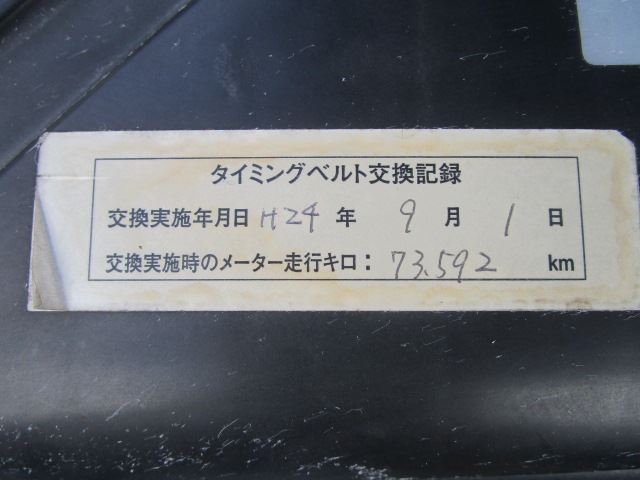 タイミングベルト交換記録
交換実施年月日 H24 年 9 月 1 日
交換実施時のメーター走行キロ： 73.592 km